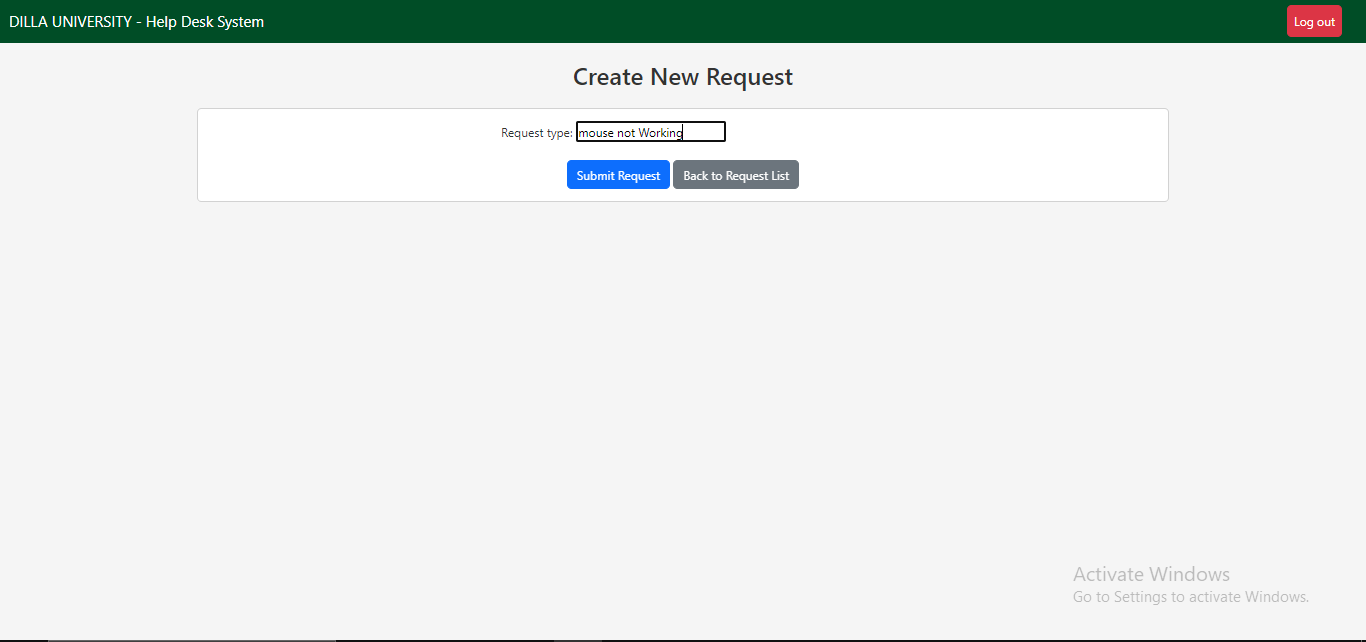 DILLA UNIVERSITY - Help Desk System
Log out
Create New Request
Request type: mouse not Working
Submit Request Back to Request List
Activate Windows
Go to Settings to activate Windows.